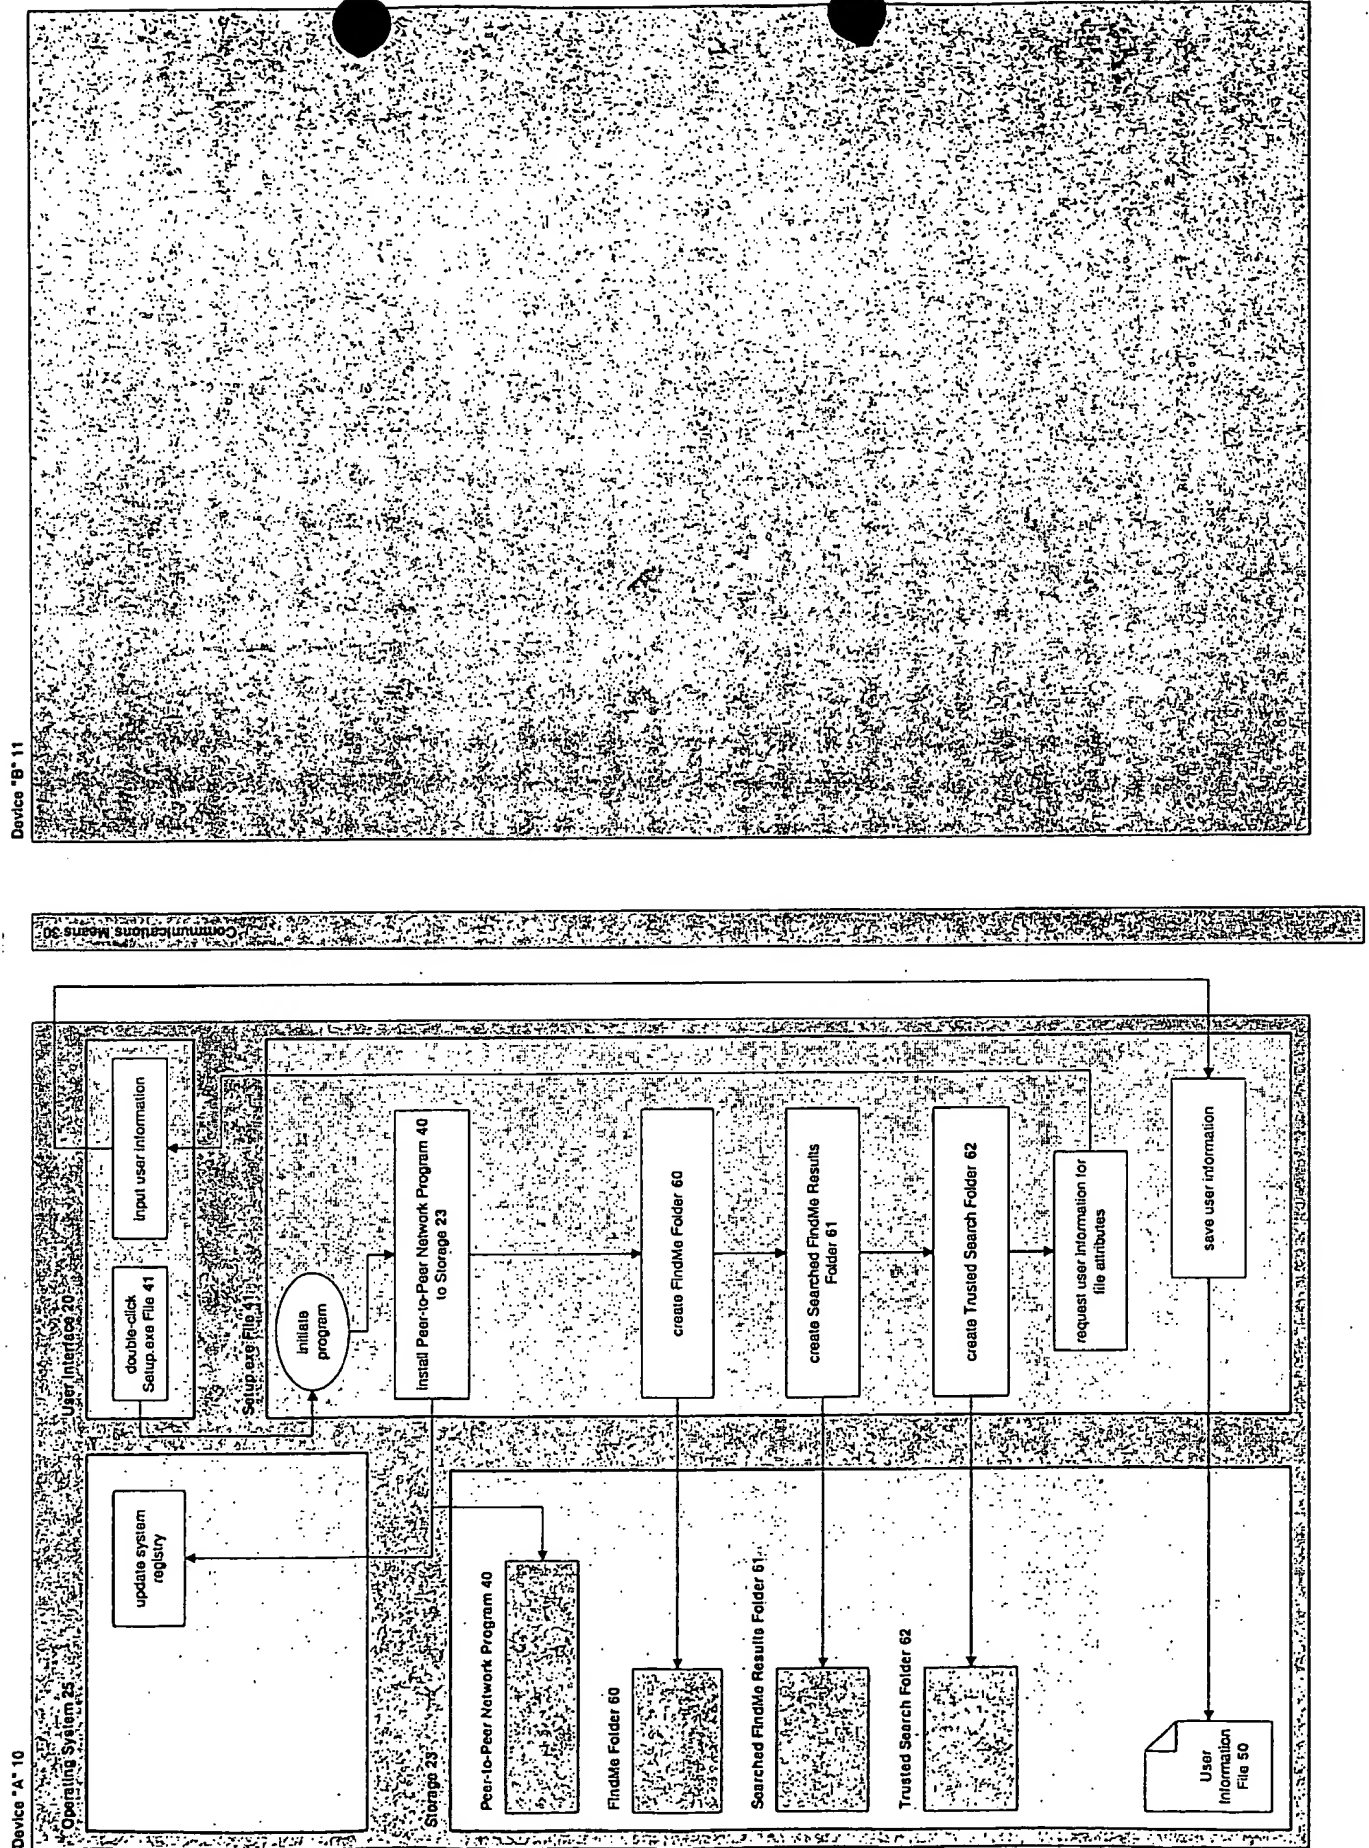 Device "A" 10
Operating System 25
update system
registry
User Interface 20
double-click
Setup.exe File 41
input user information
Setup.exe File 41
initiate
program
Install Peer-to-Peer Network Program 40
to Storage 23
create FindMe Folder 60
create Searched FindMe Results
Folder 61
create Trusted Search Folder 62
request user information for
file attributes
save user information
Storage 23
Peer-to-Peer Network Program 40
FindMe Folder 60
Searched FindMe Results Folder 61
Trusted Search Folder 62
User
Information
File 50
Communications Means 30
Device "B" 11